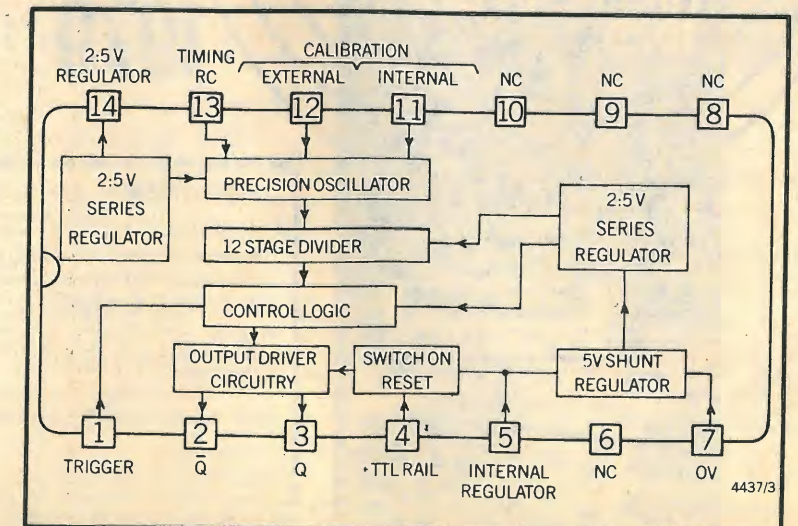 CALIBRATION
2:5 V
REGULATOR
TIMING
RC
EXTERNAL
INTERNAL
NC
NC
NC
14
13
12
11
10
9
8
2:5 V
SERIES
REGULATOR
PRECISION OSCILLATOR
2:5 V
SERIES
REGULATOR
12 STAGE DIVIDER
CONTROL LOGIC
OUTPUT DRIVER
CIRCUITRY
SWITCH ON
RESET
5V SHUNT
REGULATOR
1
2
3
4
5
6
7
TRIGGER
Q̄
Q
+TTL RAIL
INTERNAL
REGULATOR
NC
OV
4437/3